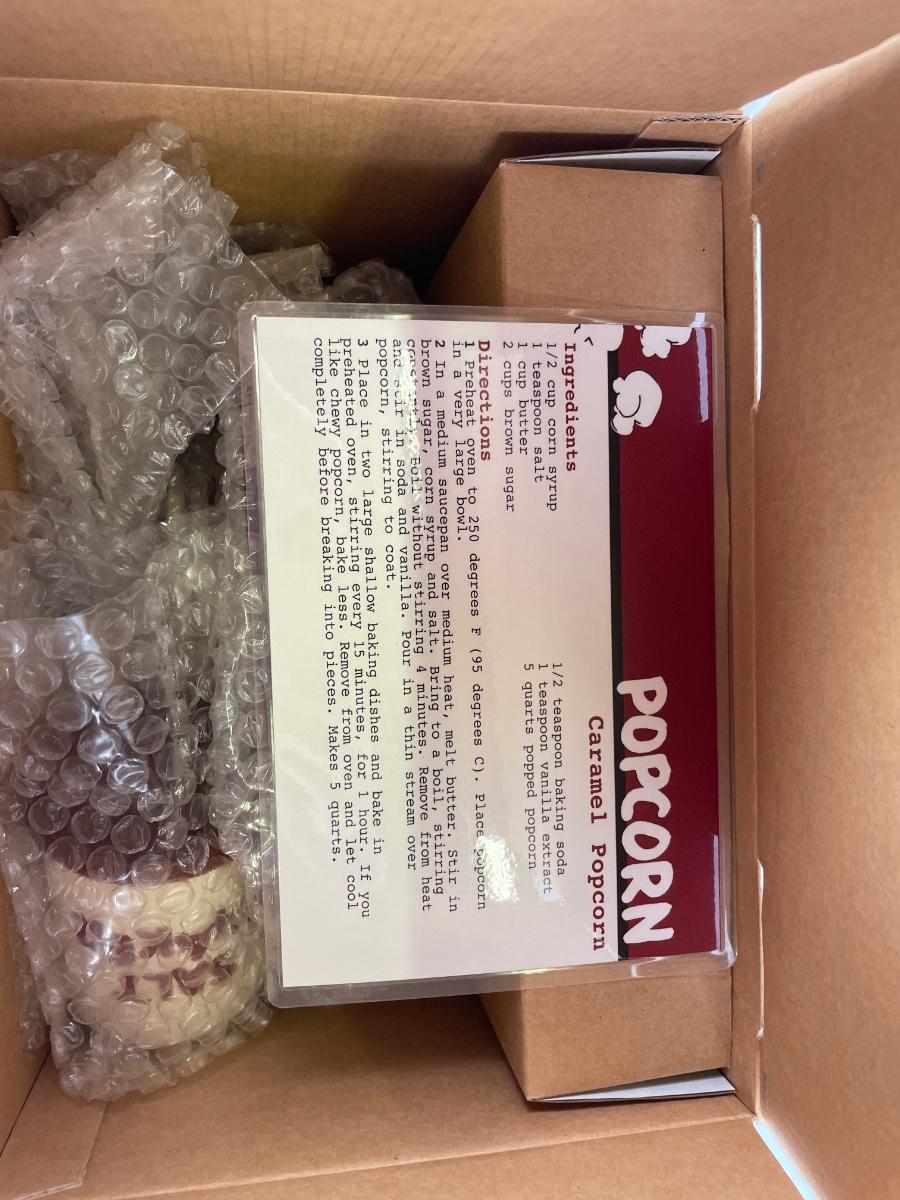 POPCORN
Caramel Popcorn
Ingredients
1/2 cup corn syrup
1 teaspoon salt
1 cup butter
2 cups brown sugar
1/2 teaspoon baking soda
1 teaspoon vanilla extract
5 quarts popped popcorn
Directions
1 Preheat oven to 250 degrees F (95 degrees C). Place popcorn
in a very large bowl.
2 In a medium saucepan over medium heat, melt butter. Stir in
brown sugar, corn syrup and salt. Bring to a boil, stirring
constantly. Boil without stirring 4 minutes. Remove from heat
and stir in soda and vanilla. Pour in a thin stream over
popcorn, stirring to coat.
3 Place in two large shallow baking dishes and bake in
preheated oven, stirring every 15 minutes, for 1 hour. If you
like chewy popcorn, bake less. Remove from oven and let cool
completely before breaking into pieces. Makes 5 quarts.